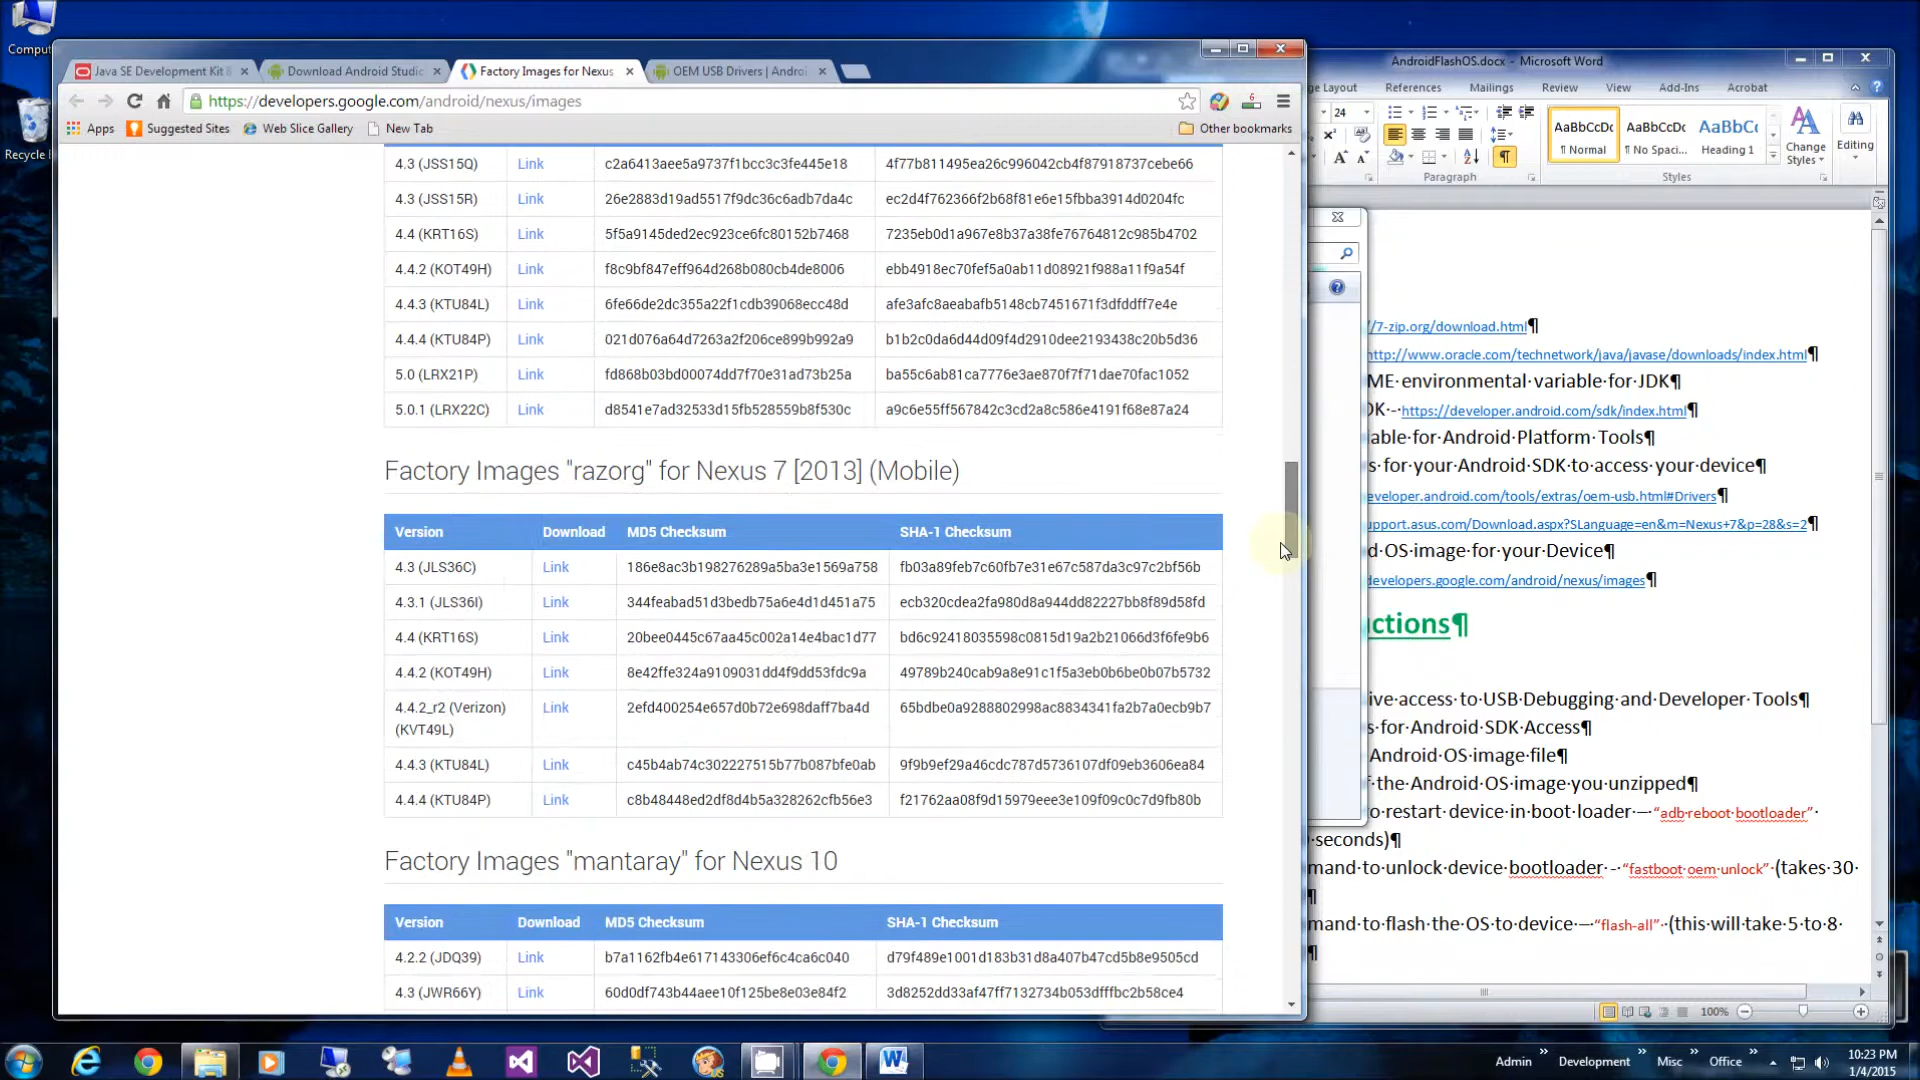 Comput
Recycle
Java SE Development Kit 8
Download Android Studio
Factory Images for Nexus
OEM USB Drivers | Androi
https://developers.google.com/android/nexus/images
Apps
Suggested Sites
Web Slice Gallery
New Tab
Other bookmarks
4.3 (JSS15Q) Link c2a6413aee5a9737f1bcc3c3fe445e18 4f77b811495ea26c996042cb4f87918737cebe66
4.3 (JSS15R) Link 26e2883d19ad5517f9dc36c6adb7da4c ec2d4f762366f2b68f81e6e15fbba3914d0204fc
4.4 (KRT16S) Link 5f5a9145ded2ec923ce6fc80152b7468 7235eb0d1a967e8b37a38fe76764812c985b4702
4.4.2 (KOT49H) Link f8c9bf847eff964d268b080cb4de8006 ebb4918ec70fef5a0ab11d08921f988a11f9a54f
4.4.3 (KTU84L) Link 6fe66de2dc355a22f1cdb39068ecc48d afe3afc8aeabafb5148cb7451671f3dfddff7e4e
4.4.4 (KTU84P) Link 021d076a64d7263a2f206ce899b992a9 b1b2c0da6d44d09f4d2910dee2193438c20b5d36
5.0 (LRX21P) Link fd868b03bd00074dd7f70e31ad73b25a ba55c6ab81ca7776e3ae870f7f71dae70fac1052
5.0.1 (LRX22C) Link d8541e7ad32533d15fb528559b8f530c a9c6e55ff567842c3cd2a8c586e4191f68e87a24
Factory Images "razorg" for Nexus 7 [2013] (Mobile)
Version Download MD5 Checksum SHA-1 Checksum
4.3 (JLS36C) Link 186e8ac3b198276289a5ba3e1569a758 fb03a89feb7c60fb7e31e67c587da3c97c2bf56b
4.3.1 (JLS36I) Link 344feabad51d3bedb75a6e4d1d451a75 ecb320cdea2fa980d8a944dd82227bb8f89d58fd
4.4 (KRT16S) Link 20bee0445c67aa45c002a14e4bac1d77 bd6c92418035598c0815d19a2b21066d3f6fe9b6
4.4.2 (KOT49H) Link 8e42ffe324a9109031dd4f9dd53fdc9a 49789b240cab9a8e91c1f5a3eb0b6be0b07b5732
4.4.2_r2 (Verizon) Link 2efd400254e657d0b72e698daff7ba4d 65bdbe0a9288802998ac8834341fa2b7a0ecb9b7
(KVT49L)
4.4.3 (KTU84L) Link c45b4ab74c302227515b77b087bfe0ab 9f9b9ef29a46cdc787d5736107df09eb3606ea84
4.4.4 (KTU84P) Link c8b48448ed2df8d4b5a328262cfb56e3 f21762aa08f9d15979eee3e109f09c0c7d9fb80b
Factory Images "mantaray" for Nexus 10
Version Download MD5 Checksum SHA-1 Checksum
4.2.2 (JDQ39) Link b7a1162fb4e617143306ef6c4ca6c040 d79f489e1001d183b31d8a407b47cd5b8e9505cd
4.3 (JWR66Y) Link 60d0df743b44aee10f125be8e03e84f2 3d8252dd33af47ff7132734b053dfffbc2b58ce4
AndroidFlashOS.docx - Microsoft Word
ge Layout References Mailings Review View Add-Ins Acrobat
24
AaBbCcDc AaBbCcDc AaBbCc
¶ Normal ¶ No Spaci... Heading 1
Change Styles
Editing
Paragraph
Styles
//7-zip.org/download.html¶
http://www.oracle.com/technetwork/java/javase/downloads/index.html¶
ME·environmental·variable·for·JDK¶
DK·-·https://developer.android.com/sdk/index.html¶
able·for·Android·Platform·Tools¶
s·for·your·Android·SDK·to·access·your·device¶
eveloper.android.com/tools/extras/oem-usb.html#Drivers¶
upport.asus.com/Download.aspx?SLanguage=en&m=Nexus+7&p=28&s=2¶
d·OS·image·for·your·Device¶
developers.google.com/android/nexus/images¶
ctions¶
ive·access·to·USB·Debugging·and·Developer·Tools¶
s·for·Android·SDK·Access¶
Android·OS·image·file¶
f·the·Android·OS·image·you·unzipped¶
to·restart·device·in·boot·loader·–·“adb·reboot·bootloader”·
seconds)¶
mand·to·unlock·device·bootloader·-·“fastboot·oem·unlock”·(takes·30·
¶
mand·to·flash·the·OS·to·device·–·“flash-all”·(this·will·take·5·to·8·
¶
100%
Admin
Development
Misc
Office
10:23 PM
1/4/2015